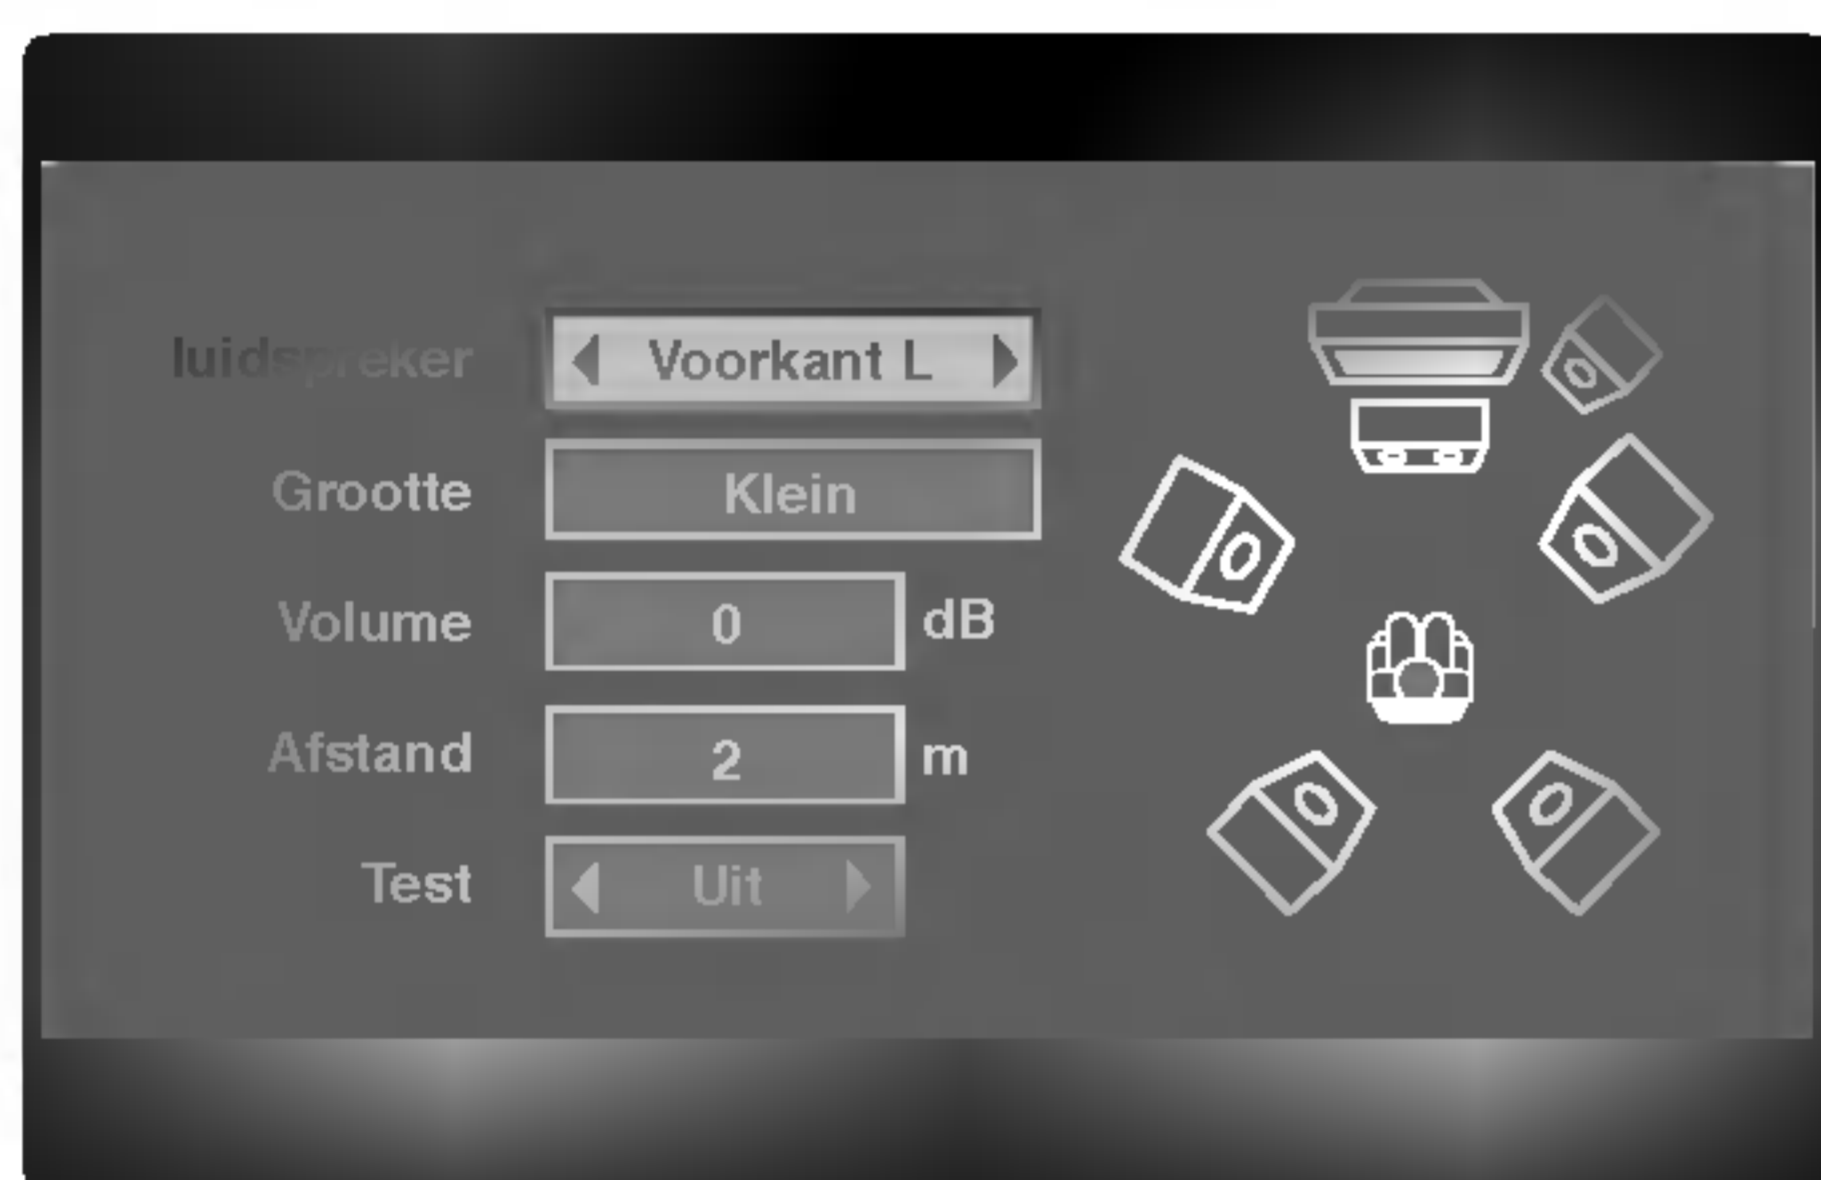 luidspreker Voorkant L
Grootte Klein
Volume 0 dB
Afstand 2 m
Test Uit